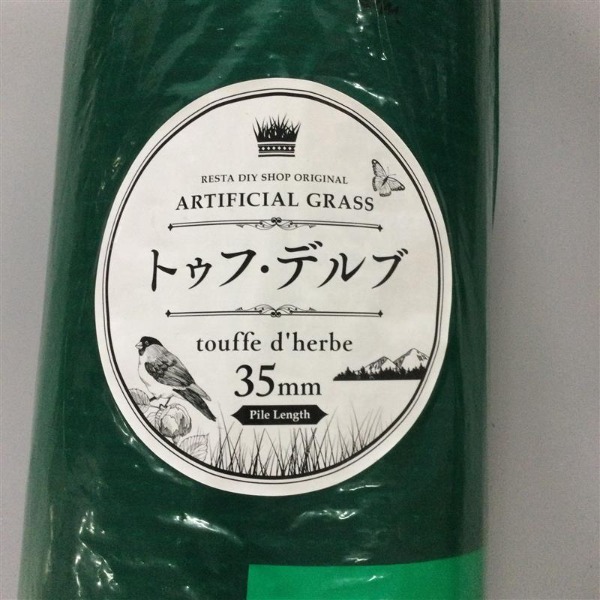 RESTA DIY SHOP ORIGINAL
ARTIFICIAL GRASS
トゥフ・デルブ
touffe d'herbe
35mm
Pile Length